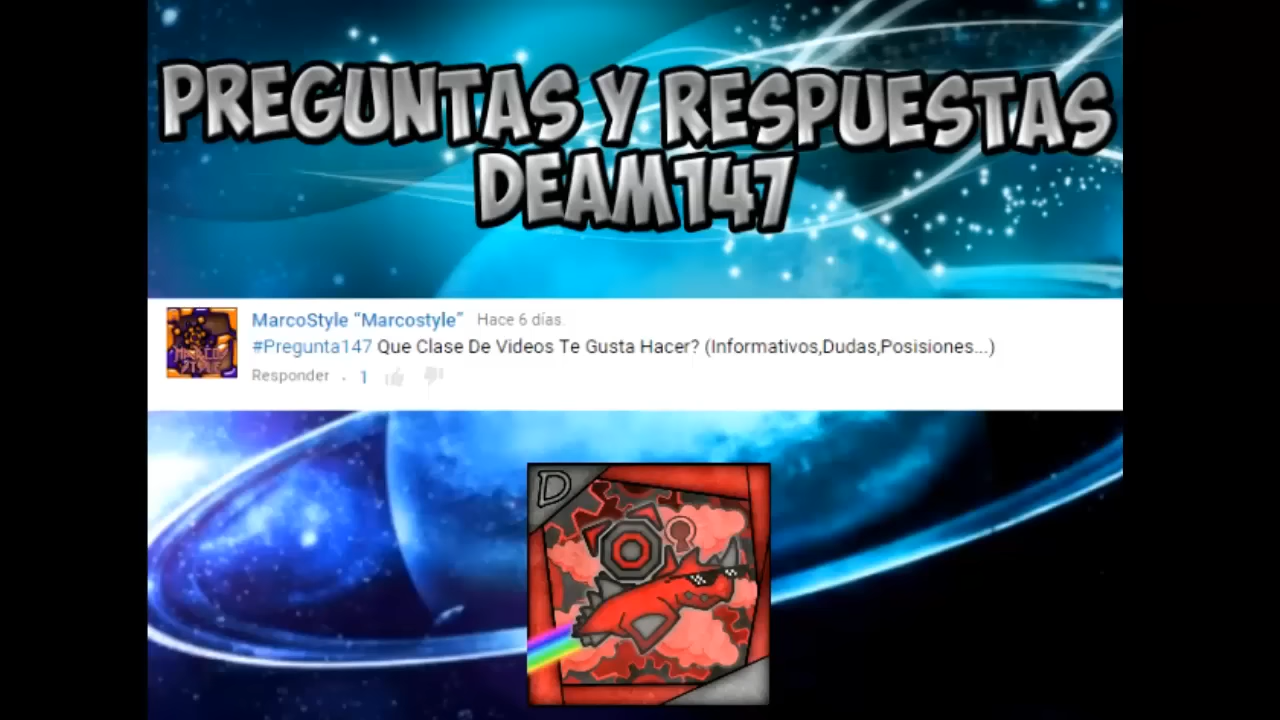 PREGUNTAS Y RESPUESTAS
DEAM147
MarcoStyle “Marcostyle” Hace 6 días.
#Pregunta147 Que Clase De Videos Te Gusta Hacer? (Informativos,Dudas,Posisiones...)
Responder . 1
D